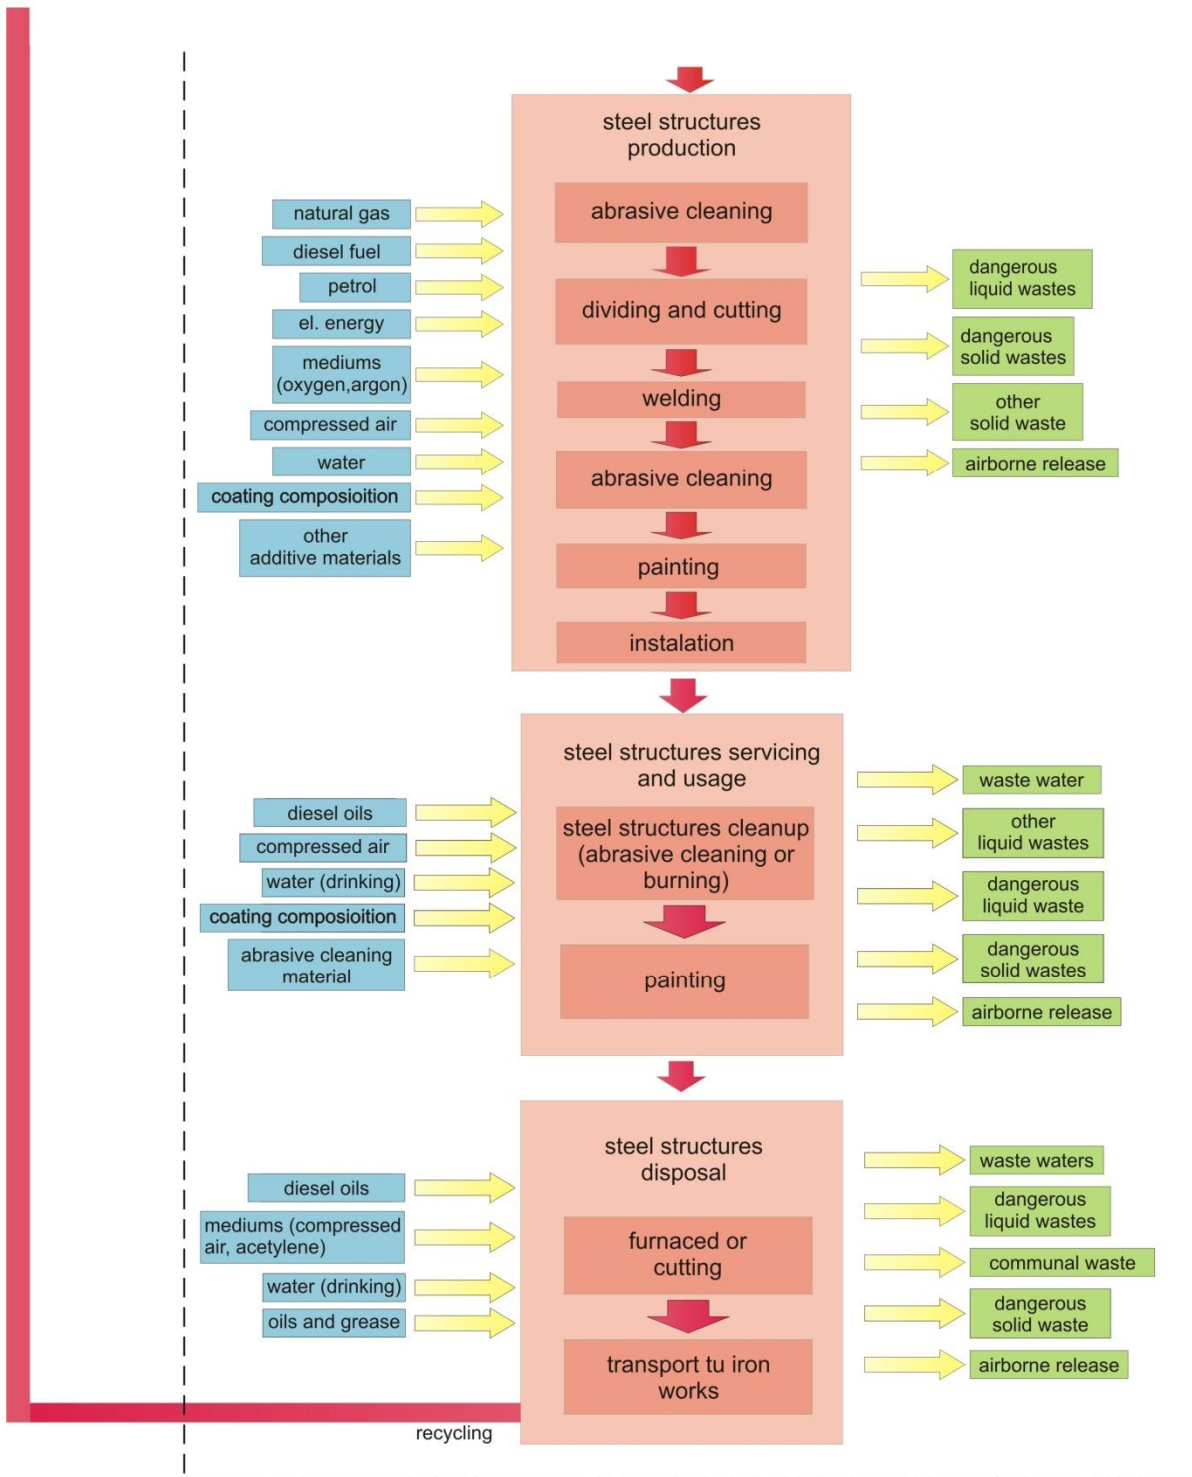 steel structures
production
abrasive cleaning
dividing and cutting
welding
abrasive cleaning
painting
instalation
natural gas
diesel fuel
petrol
el. energy
mediums
(oxygen,argon)
compressed air
water
coating composioition
other
additive materials
dangerous
liquid wastes
dangerous
solid wastes
other
solid waste
airborne release
steel structures servicing
and usage
steel structures cleanup
(abrasive cleaning or
burning)
painting
diesel oils
compressed air
water (drinking)
coating composioition
abrasive cleaning
material
waste water
other
liquid wastes
dangerous
liquid waste
dangerous
solid wastes
airborne release
steel structures
disposal
furnaced or
cutting
transport tu iron
works
diesel oils
mediums (compressed
air, acetylene)
water (drinking)
oils and grease
waste waters
dangerous
liquid wastes
communal waste
dangerous
solid waste
airborne release
recycling